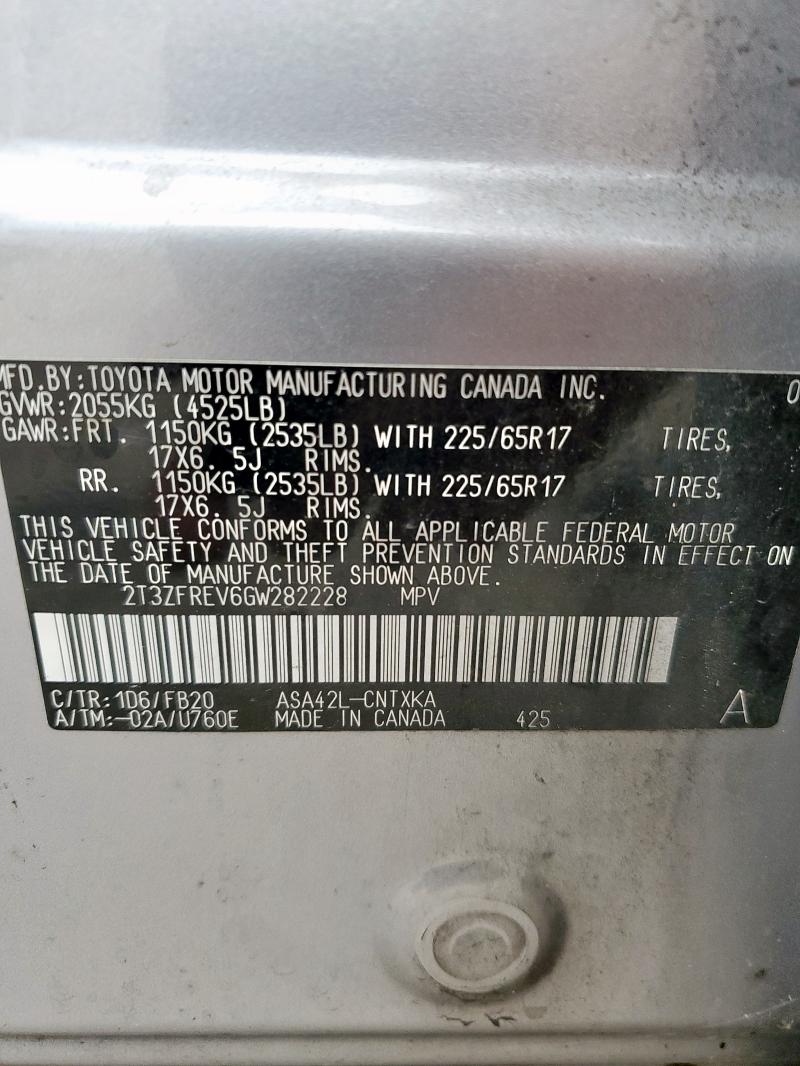 MFD.BY:TOYOTA MOTOR MANUFACTURING CANADA INC. 0
GVWR:2055KG (4525LB)
GAWR:FRT. 1150KG (2535LB) WITH 225/65R17 TIRES,
17X6. 5J RIMS.
RR. 1150KG (2535LB) WITH 225/65R17 TIRES,
17X6. 5J RIMS.
THIS VEHICLE CONFORMS TO ALL APPLICABLE FEDERAL MOTOR
VEHICLE SAFETY AND THEFT PREVENTION STANDARDS IN EFFECT ON
THE DATE OF MANUFACTURE SHOWN ABOVE.
2T3ZFREV6GW282228 MPV
C/TR:1D6/FB20 ASA42L-CNTXKA
A/TM:-02A/U760E MADE IN CANADA 425 A